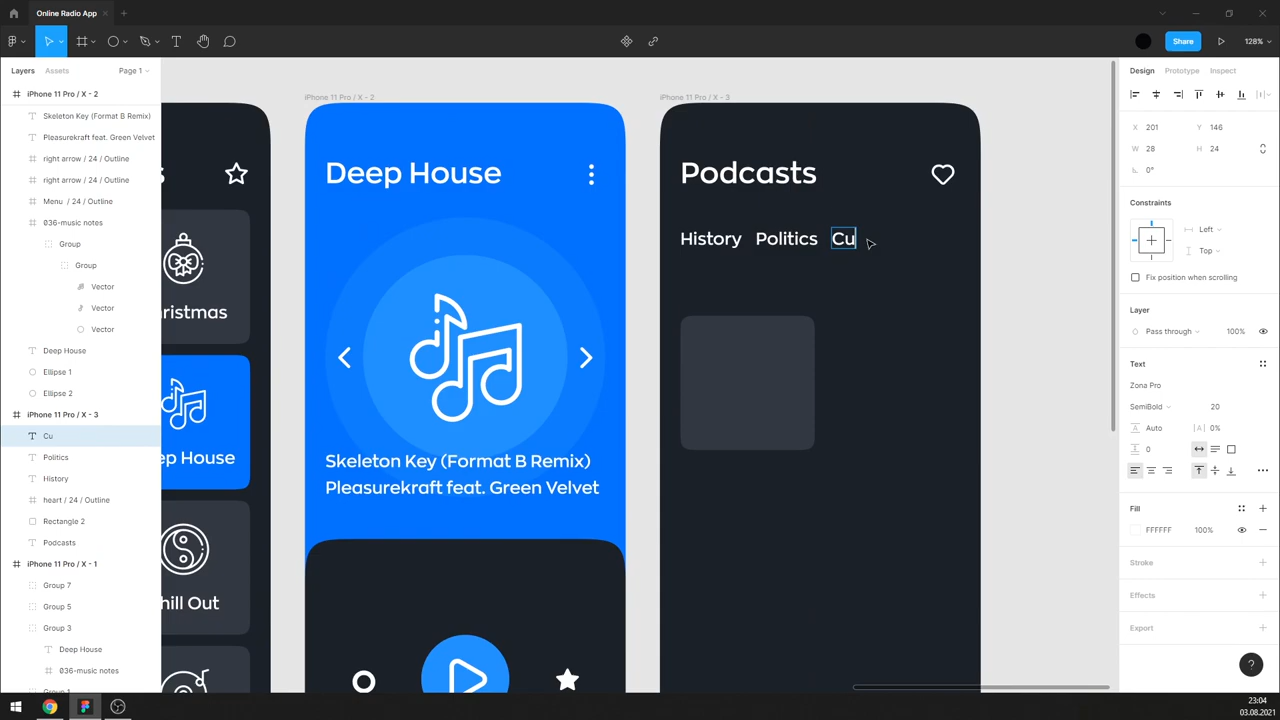 Online Radio App
Share
128%
Layers
Assets
Page 1
iPhone 11 Pro / X - 2
Skeleton Key (Format B Remix)
Pleasurekraft feat. Green Velvet
right arrow / 24 / Outline
right arrow / 24 / Outline
Menu / 24 / Outline
036-music notes
Group
Group
Vector
Vector
Vector
Deep House
Ellipse 1
Ellipse 2
iPhone 11 Pro / X - 3
Cu
Politics
History
heart / 24 / Outline
Rectangle 2
Podcasts
iPhone 11 Pro / X - 1
Group 7
Group 5
Group 3
Deep House
036-music notes
s
ristmas
ep House
hill Out
iPhone 11 Pro / X - 2
Deep House
Skeleton Key (Format B Remix)
Pleasurekraft feat. Green Velvet
iPhone 11 Pro / X - 3
Podcasts
History Politics Cu
Design
Prototype
Inspect
X 201 Y 146
W 28 H 24
0°
Constraints
Left
Top
Fix position when scrolling
Layer
Pass through 100%
Text
Zona Pro
SemiBold 20
Auto |A| 0%
0
Fill
FFFFFF 100%
Stroke
Effects
Export
?
23:04
03.08.2021